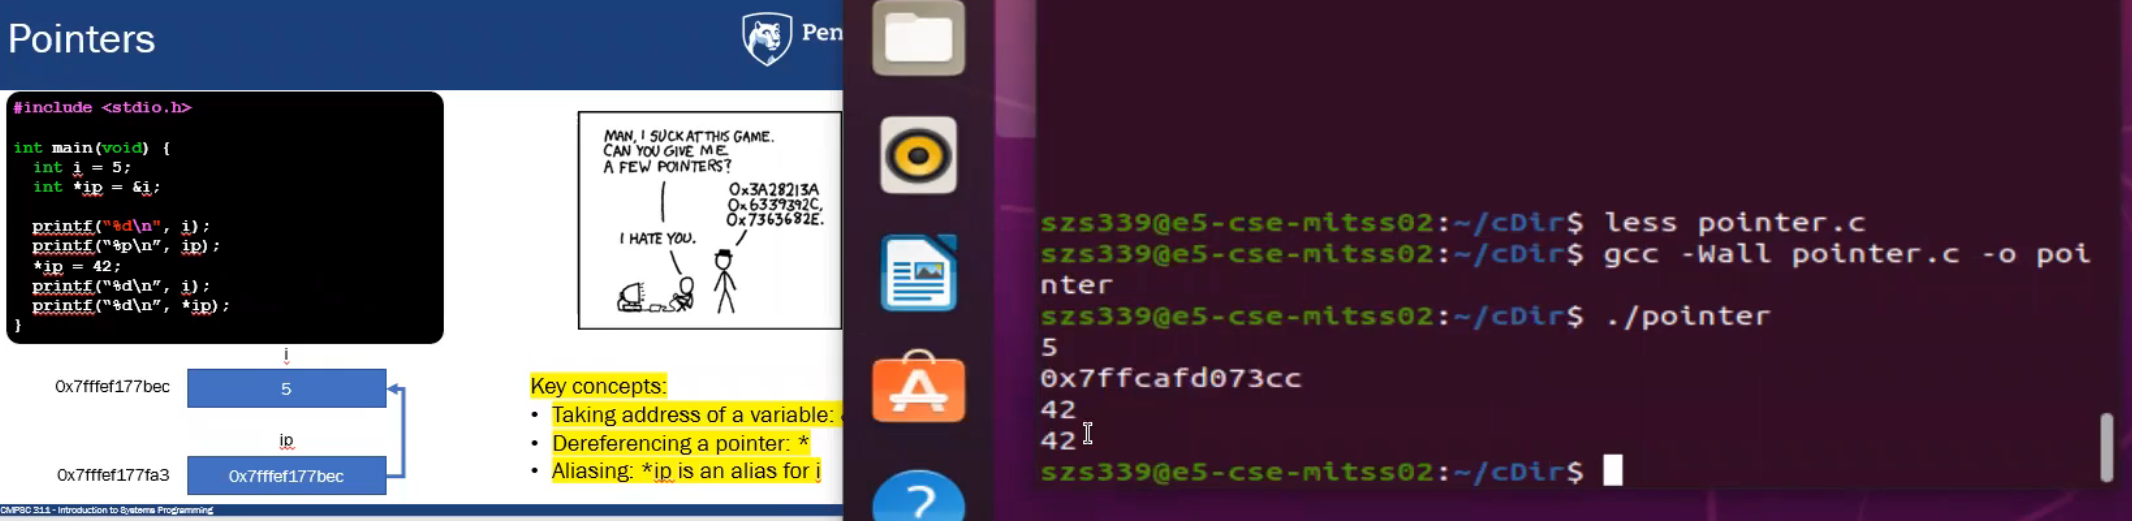 Pointers
Pen
#include <stdio.h>
int main(void) {
int i = 5;
int *ip = &i;
printf("%d\n", i);
printf("%p\n", ip);
*ip = 42;
printf("%d\n", i);
printf("%d\n", *ip);
}
MAN, I SUCK AT THIS GAME.
CAN YOU GIVE ME
A FEW POINTERS?
0x3A28213A
0x6339392C,
0x7363682E.
I HATE YOU.
i
0x7fffef177bec
5
ip
0x7fffef177fa3
0x7fffef177bec
Key concepts:
• Taking address of a variable:
• Dereferencing a pointer: *
• Aliasing: *ip is an alias for i
CMPSC 311 - Introduction to Systems Programming
szs339@e5-cse-mitss02:~/cDir$ less pointer.c
szs339@e5-cse-mitss02:~/cDir$ gcc -Wall pointer.c -o poi
nter
szs339@e5-cse-mitss02:~/cDir$ ./pointer
5
0x7ffcafd073cc
42
42
szs339@e5-cse-mitss02:~/cDir$